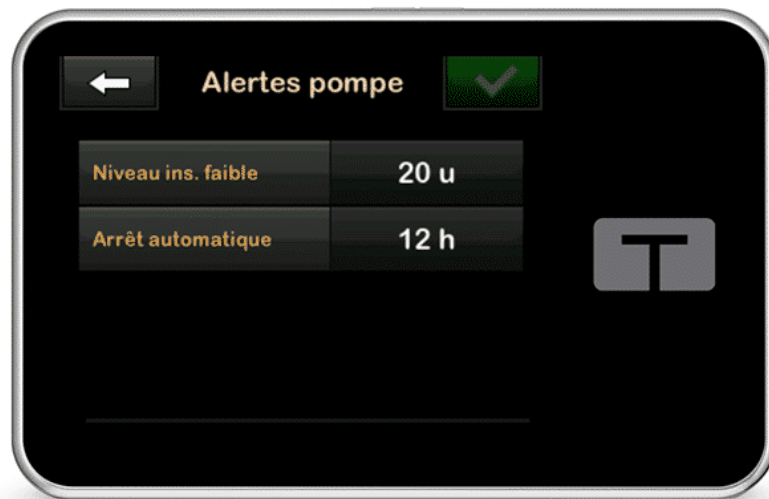 Alertes pompe
Niveau ins. faible 20 u
Arrêt automatique 12 h
T